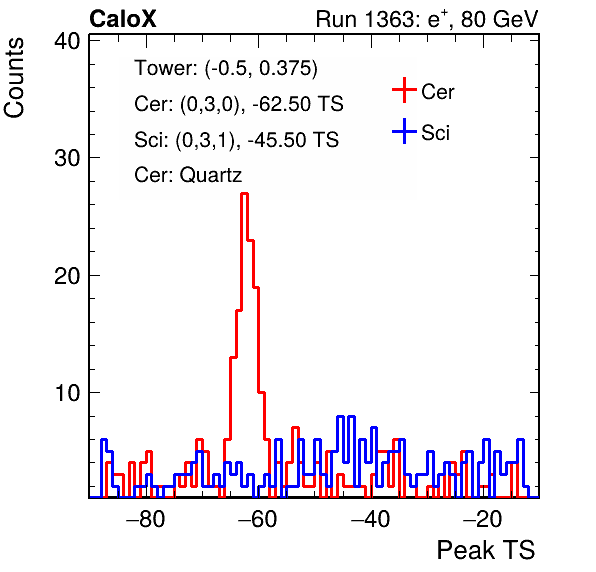 CaloX Run 1363: e⁺, 80 GeV
Counts
40
30
20
10
Tower: (-0.5, 0.375)
Cer: (0,3,0), -62.50 TS
Sci: (0,3,1), -45.50 TS
Cer: Quartz
Cer
Sci
−80 −60 −40 −20
Peak TS